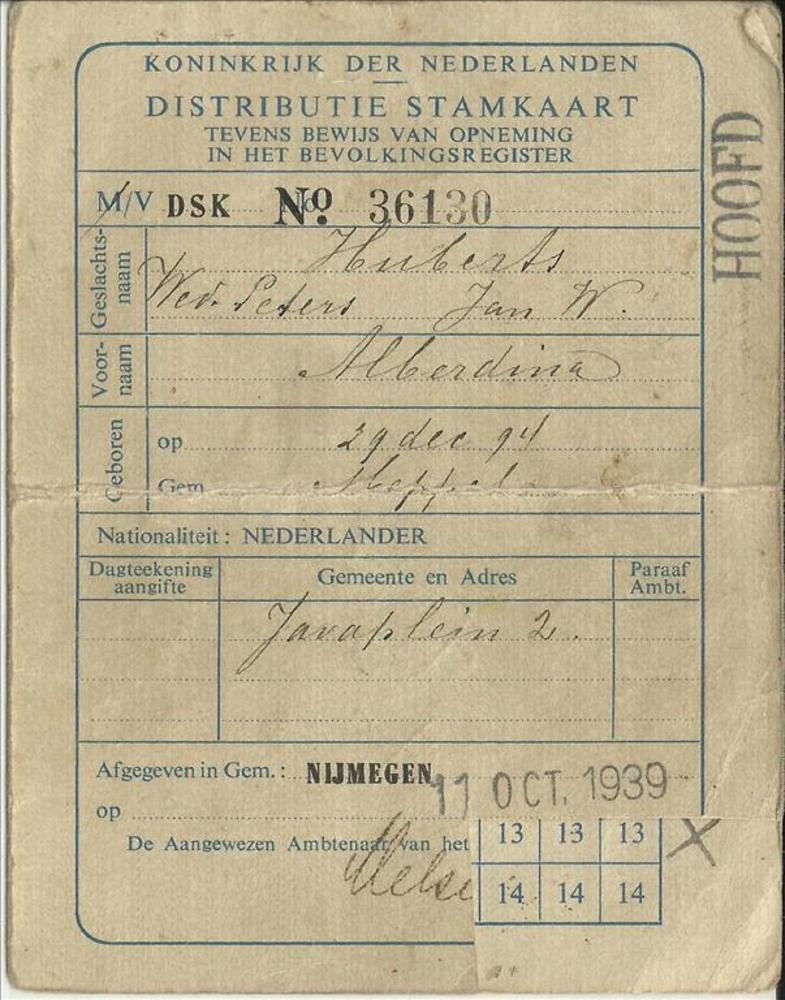 KONINKRIJK DER NEDERLANDEN
DISTRIBUTIE STAMKAART
TEVENS BEWIJS VAN OPNEMING
IN HET BEVOLKINGSREGISTER
HOOFD
M/V DSK No. 36130
Geslachts-
naam
Huberts
Wed. Peters Jan W.
Voor-
naam
Alberdina
Geboren
op 29 dec 94
Gem Meppel
Nationaliteit: NEDERLANDER
Dagteekening
aangifte
Gemeente en Adres
Paraaf
Ambt.
Javaplein 2.
Afgegeven in Gem.: NIJMEGEN
op 11 OCT. 1939
De Aangewezen Ambtenaar van het
13 13 13 X
14 14 14